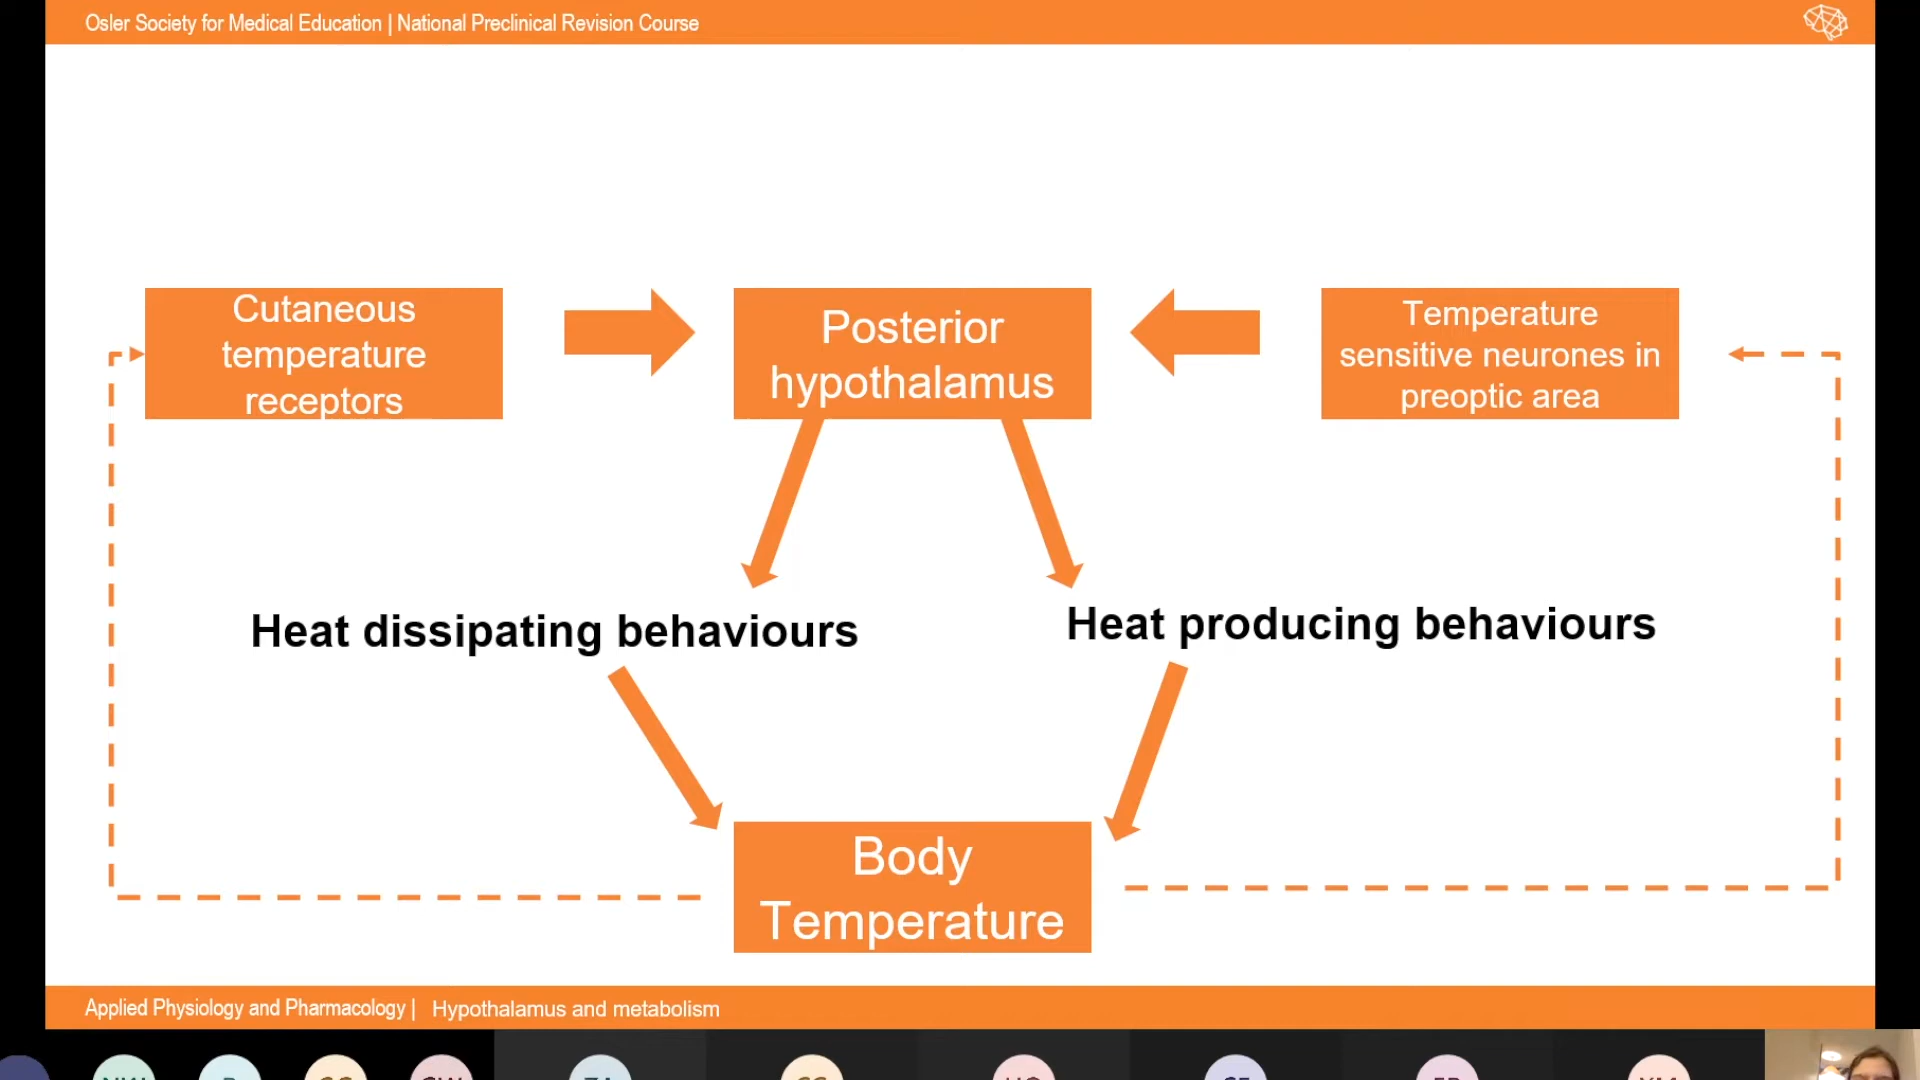 Osler Society for Medical Education | National Preclinical Revision Course
Cutaneous
temperature
receptors
Posterior
hypothalamus
Temperature
sensitive neurones in
preoptic area
Heat dissipating behaviours
Heat producing behaviours
Body
Temperature
Applied Physiology and Pharmacology | Hypothalamus and metabolism